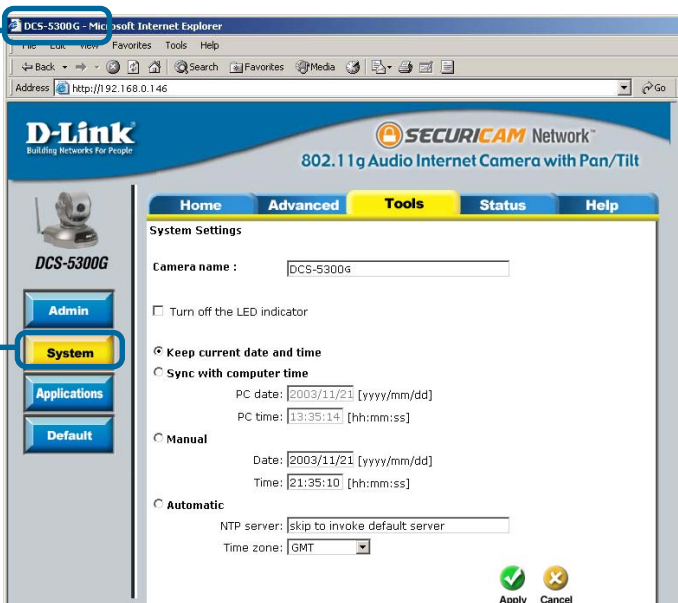 DCS-5300G - Microsoft Internet Explorer
File Edit View Favorites Tools Help
Back Search Favorites Media
Address http://192.168.0.146 Go
D-Link
Building Networks for People
SECURICAM Network™
802.11g Audio Internet Camera with Pan/Tilt
DCS-5300G
Home Advanced Tools Status Help
Admin
System
Applications
Default
System Settings
Camera name : DCS-5300G
Turn off the LED indicator
Keep current date and time
Sync with computer time
PC date: 2003/11/21 [yyyy/mm/dd]
PC time: 13:35:14 [hh:mm:ss]
Manual
Date: 2003/11/21 [yyyy/mm/dd]
Time: 21:35:10 [hh:mm:ss]
Automatic
NTP server: skip to invoke default server
Time zone: GMT
Apply Cancel